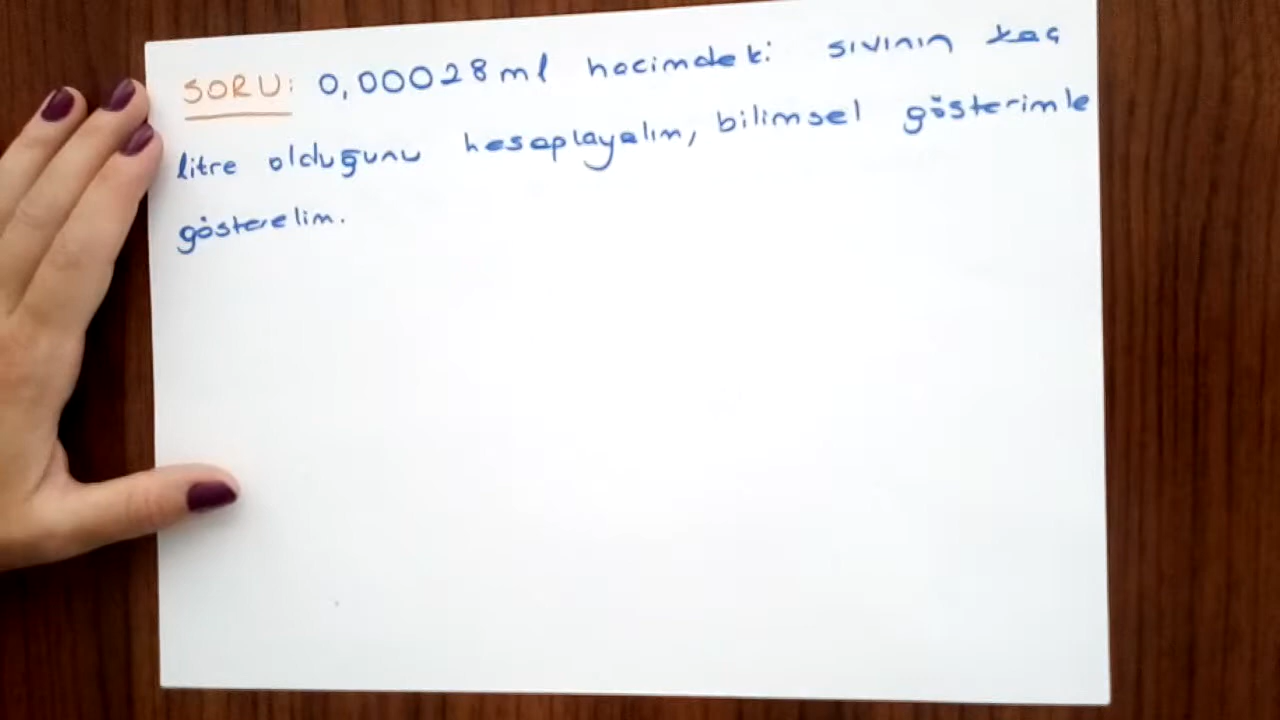 SORU: 0,00028 ml hacimdeki sıvının kaç
litre olduğunu hesaplayalım, bilimsel gösterimle
gösterelim.